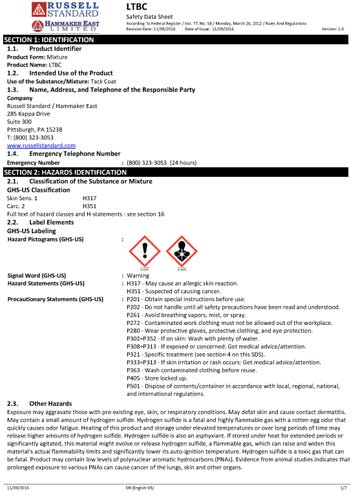 RUSSELL
STANDARD
HAMMAKER EAST
LIMITED
LTBC
Safety Data Sheet
According To Federal Register / Vol. 77, No. 58 / Monday, March 26, 2012 / Rules And Regulations
Revision Date: 11/09/2016 Date of Issue: 11/09/2016 Version: 1.0
SECTION 1: IDENTIFICATION
1.1. Product Identifier
Product Form: Mixture
Product Name: LTBC
1.2. Intended Use of the Product
Use of the Substance/Mixture: Tack Coat
1.3. Name, Address, and Telephone of the Responsible Party
Company
Russell Standard / Hammaker East
285 Kappa Drive
Suite 300
Pittsburgh, PA 15238
T: (800) 323-3053
www.russellstandard.com
1.4. Emergency Telephone Number
Emergency Number : (800) 323-3053 (24 hours)
SECTION 2: HAZARDS IDENTIFICATION
2.1. Classification of the Substance or Mixture
GHS-US Classification
Skin Sens. 1 H317
Carc. 2 H351
Full text of hazard classes and H-statements : see section 16
2.2. Label Elements
GHS-US Labeling
Hazard Pictograms (GHS-US) :
Signal Word (GHS-US) : Warning
Hazard Statements (GHS-US) : H317 - May cause an allergic skin reaction.
H351 - Suspected of causing cancer.
Precautionary Statements (GHS-US) : P201 - Obtain special instructions before use.
P202 - Do not handle until all safety precautions have been read and understood.
P261 - Avoid breathing vapors, mist, or spray.
P272 - Contaminated work clothing must not be allowed out of the workplace.
P280 - Wear protective gloves, protective clothing, and eye protection.
P302+P352 - If on skin: Wash with plenty of water.
P308+P313 - If exposed or concerned: Get medical advice/attention.
P321 - Specific treatment (see section 4 on this SDS).
P333+P313 - If skin irritation or rash occurs: Get medical advice/attention.
P363 - Wash contaminated clothing before reuse.
P405 - Store locked up.
P501 - Dispose of contents/container in accordance with local, regional, national,
and international regulations.
2.3. Other Hazards
Exposure may aggravate those with pre-existing eye, skin, or respiratory conditions. May defat skin and cause contact dermatitis.
May contain a small amount of hydrogen sulfide. Hydrogen sulfide is a fatal and highly flammable gas with a rotten egg odor that
quickly causes odor fatigue. Heating of this product and storage under elevated temperatures or over long periods of time may
release higher amounts of hydrogen sulfide. Hydrogen sulfide is also an asphyxiant. If stored under heat for extended periods or
significantly agitated, this material might evolve or release hydrogen sulfide, a flammable gas, which can raise and widen this
material's actual flammability limits and significantly lower its auto-ignition temperature. Hydrogen sulfide is a toxic gas that can
be fatal. Product may contain low levels of polynuclear aromatic hydrocarbons (PNAs). Evidence from animal studies indicates that
prolonged exposure to various PNAs can cause cancer of the lungs, skin and other organs.
11/09/2016 EN (English US) 1/7